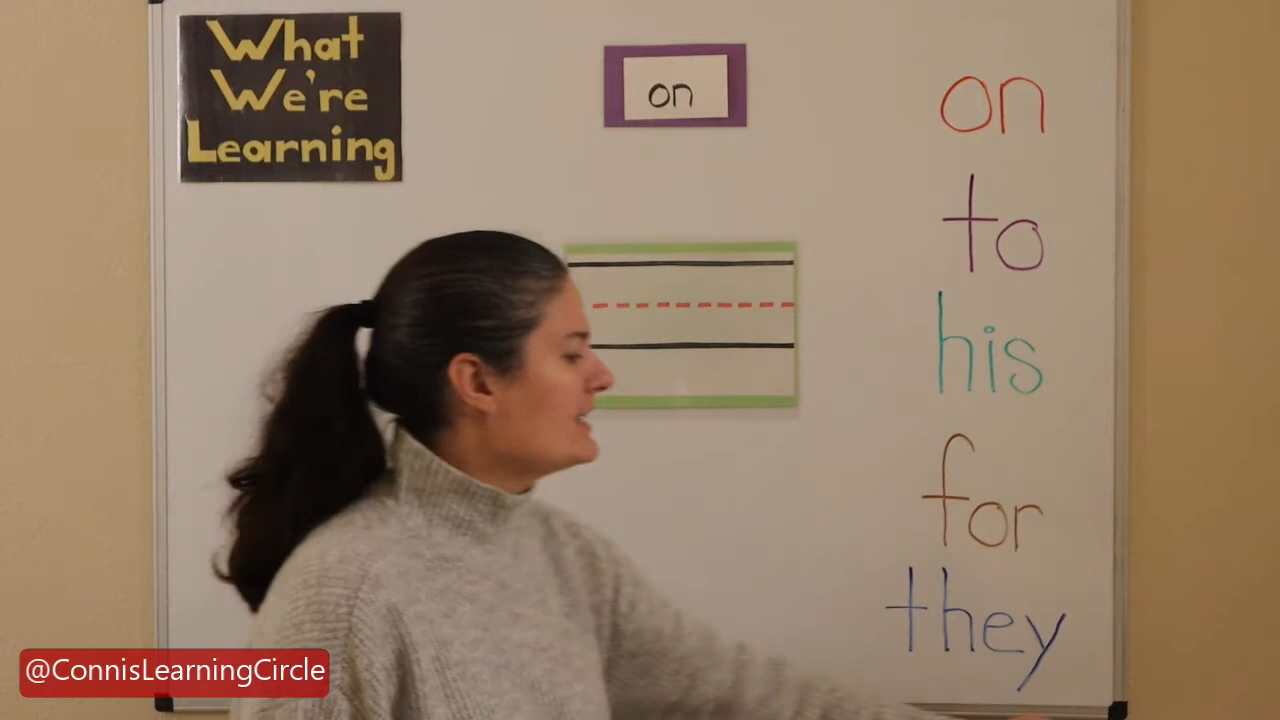 What
We're
Learning
on
on
to
his
for
they
@ConnisLearningCircle